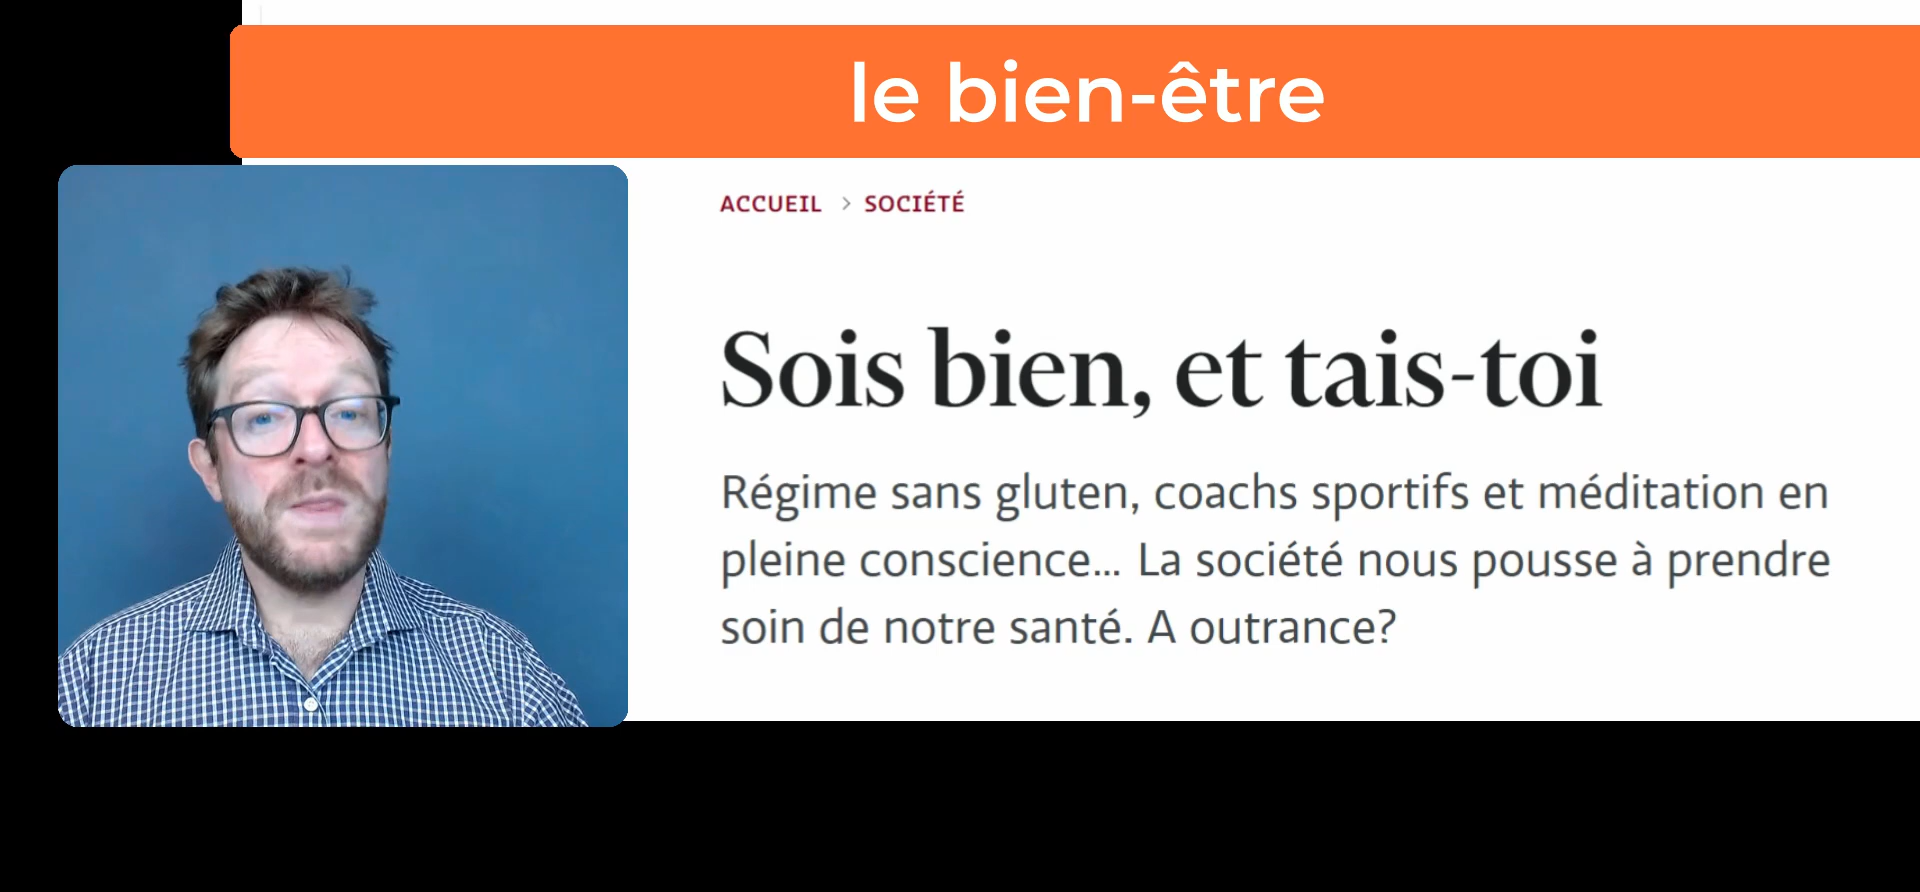 le bien-être
ACCUEIL > SOCIÉTÉ
Sois bien, et tais-toi
Régime sans gluten, coachs sportifs et méditation en
pleine conscience... La société nous pousse à prendre
soin de notre santé. A outrance?